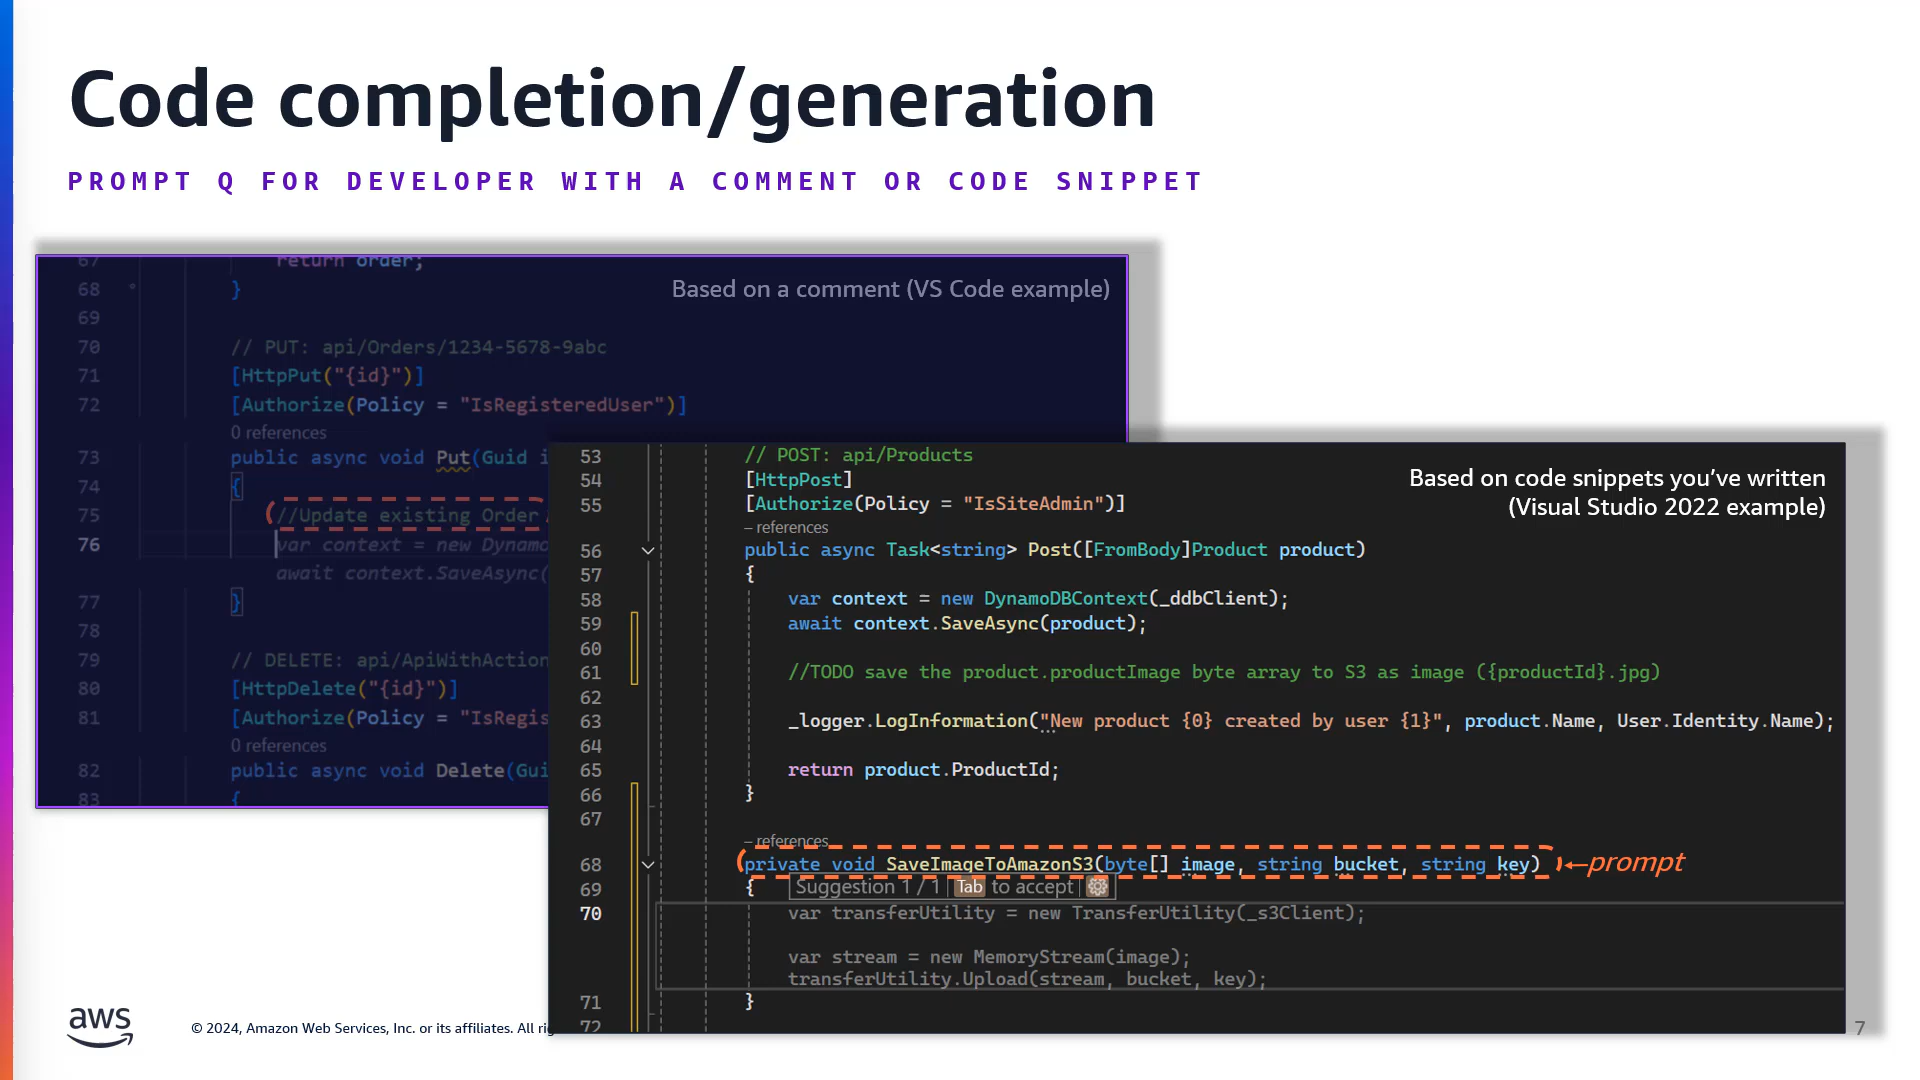 Code completion/generation
PROMPT Q FOR DEVELOPER WITH A COMMENT OR CODE SNIPPET
Based on a comment (VS Code example)
67 return order;
68 }
69
70 // PUT: api/Orders/1234-5678-9abc
71 [HttpPut("{id}")]
72 [Authorize(Policy = "IsRegisteredUser")]
0 references
73 public async void Put(Guid i
74 {
75 //Update existing Order
76 var context = new Dynamo
await context.SaveAsync(
77 }
78
79 // DELETE: api/ApiWithAction
80 [HttpDelete("{id}")]
81 [Authorize(Policy = "IsRegis
0 references
82 public async void Delete(Gui
83 {
Based on code snippets you’ve written
(Visual Studio 2022 example)
53 // POST: api/Products
54 [HttpPost]
55 [Authorize(Policy = "IsSiteAdmin")]
– references
56 public async Task<string> Post([FromBody]Product product)
57 {
58 var context = new DynamoDBContext(_ddbClient);
59 await context.SaveAsync(product);
60
61 //TODO save the product.productImage byte array to S3 as image ({productId}.jpg)
62
63 _logger.LogInformation("New product {0} created by user {1}", product.Name, User.Identity.Name);
64
65 return product.ProductId;
66 }
67
– references
68 private void SaveImageToAmazonS3(byte[] image, string bucket, string key) ←prompt
69 {
Suggestion 1 / 1 Tab to accept
70 var transferUtility = new TransferUtility(_s3Client);
var stream = new MemoryStream(image);
transferUtility.Upload(stream, bucket, key);
71 }
72
aws
© 2024, Amazon Web Services, Inc. or its affiliates. All rig
7